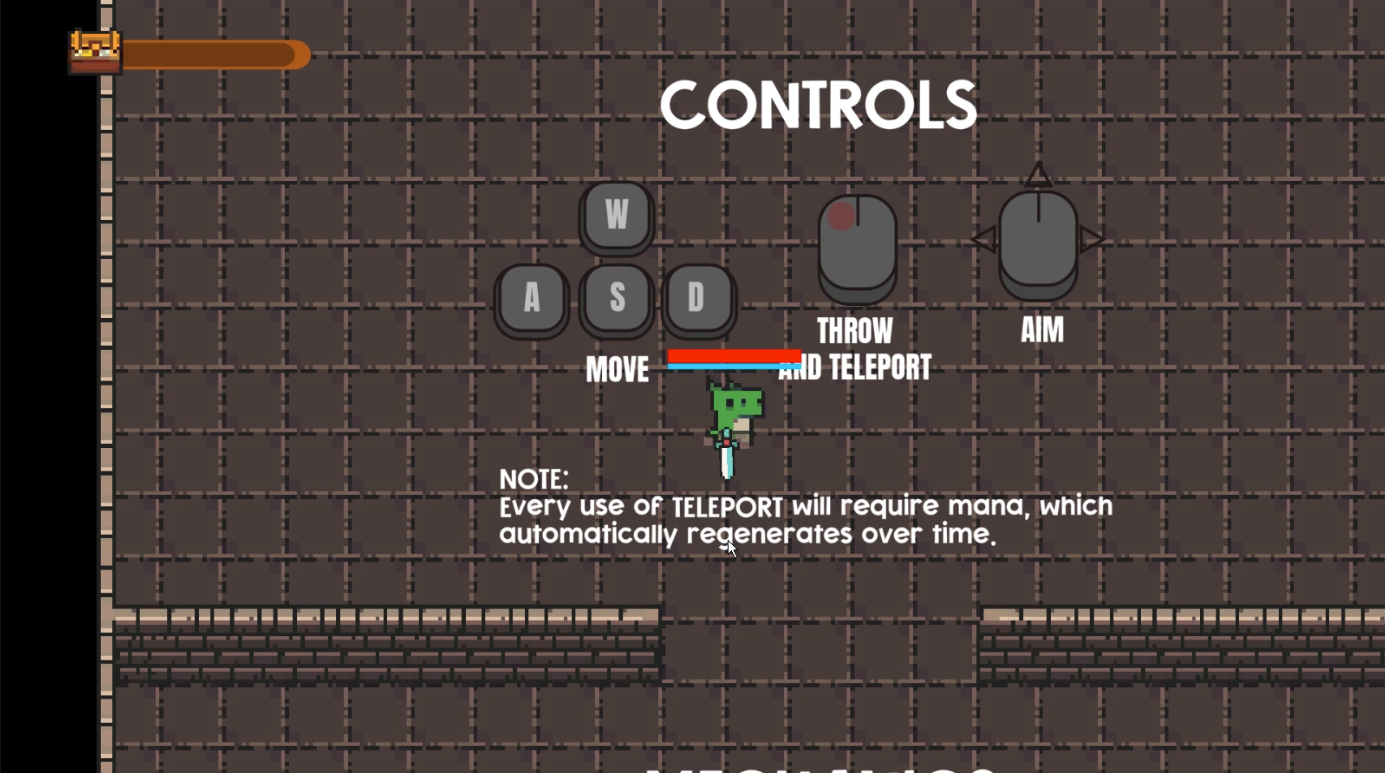 CONTROLS
W
A S D
MOVE
THROW
AND TELEPORT
AIM
NOTE:
Every use of TELEPORT will require mana, which
automatically regenerates over time.